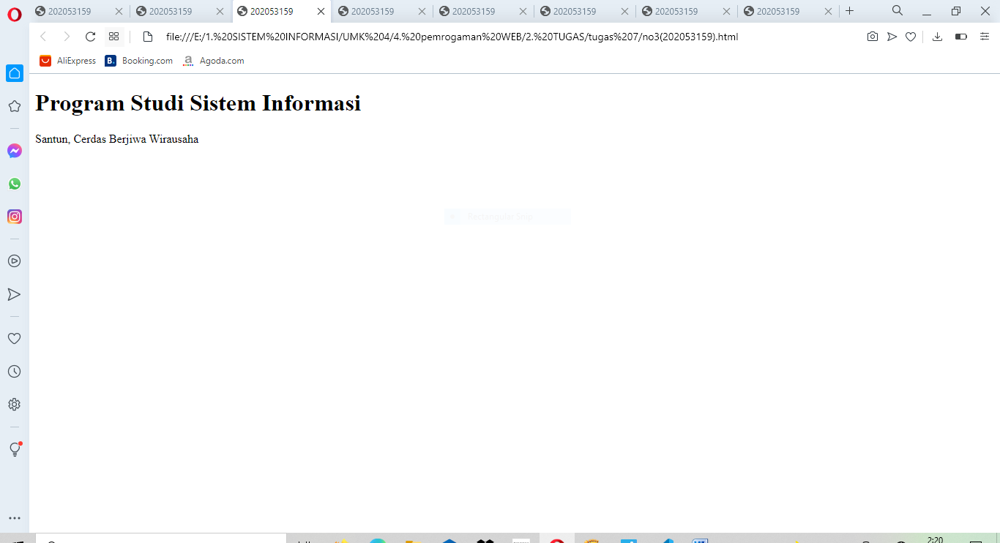 202053159 202053159 202053159 202053159 202053159 202053159 202053159 202053159
file:///E:/1.%20SISTEM%20INFORMASI/UMK%204/4.%20pemrogaman%20WEB/2.%20TUGAS/tugas%207/no3(202053159).html
AliExpress B. Booking.com a Agoda.com
Program Studi Sistem Informasi
Santun, Cerdas Berjiwa Wirausaha
Rectangular Snip
2:20